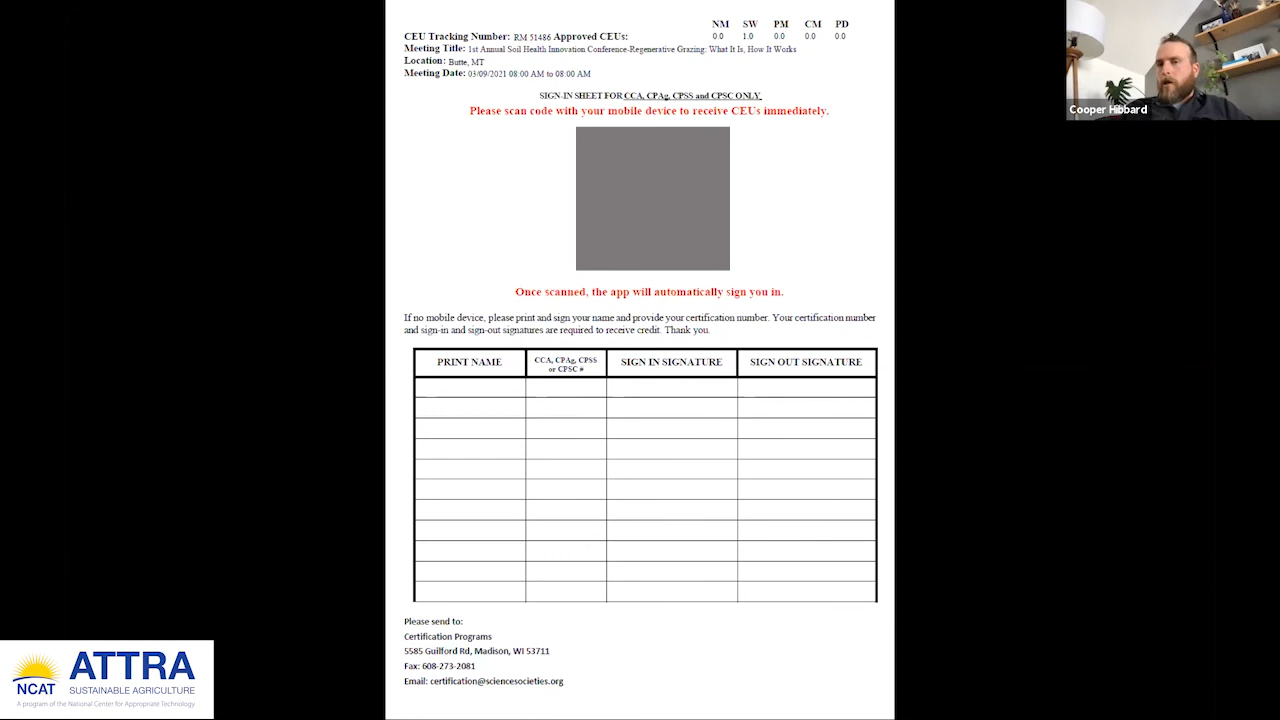 NM SW PM CM PD
CEU Tracking Number: RM 51486 Approved CEUs: 0.0 1.0 0.0 0.0 0.0
Meeting Title: 1st Annual Soil Health Innovation Conference-Regenerative Grazing: What It Is, How It Works
Location: Butte, MT
Meeting Date: 03/09/2021 08:00 AM to 08:00 AM
SIGN-IN SHEET FOR CCA, CPAg, CPSS and CPSC ONLY
Please scan code with your mobile device to receive CEUs immediately.
Once scanned, the app will automatically sign you in.
If no mobile device, please print and sign your name and provide your certification number. Your certification number
and sign-in and sign-out signatures are required to receive credit. Thank you.
PRINT NAME
CCA, CPAg, CPSS
or CPSC #
SIGN IN SIGNATURE
SIGN OUT SIGNATURE
Please send to:
Certification Programs
5585 Guilford Rd, Madison, WI 53711
Fax: 608-273-2081
Email: certification@sciencesocieties.org
Cooper Hibbard
NCAT
ATTRA
SUSTAINABLE AGRICULTURE
A program of the National Center for Appropriate Technology